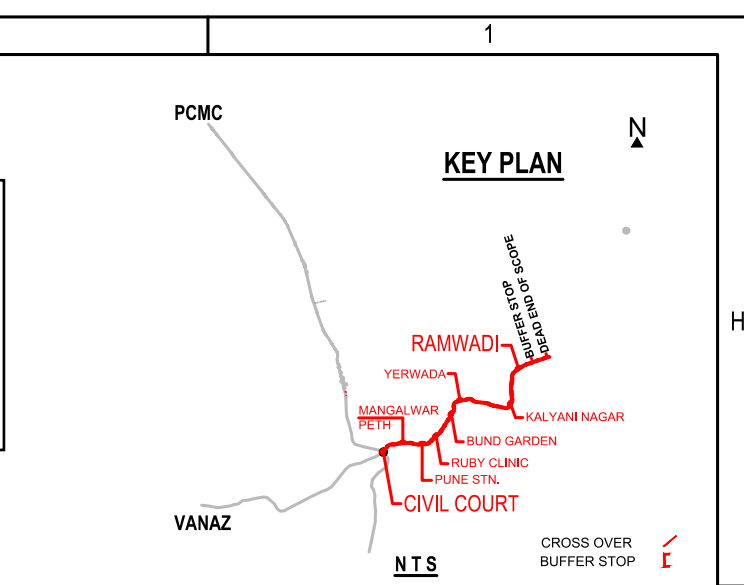 1
PCMC
N
KEY PLAN
BUFFER STOP
DEAD END OF SCOPE
H
RAMWADI
YERWADA
MANGALWAR
PETH
KALYANI NAGAR
BUND GARDEN
RUBY CLINIC
PUNE STN.
CIVIL COURT
VANAZ
CROSS OVER
BUFFER STOP
N T S